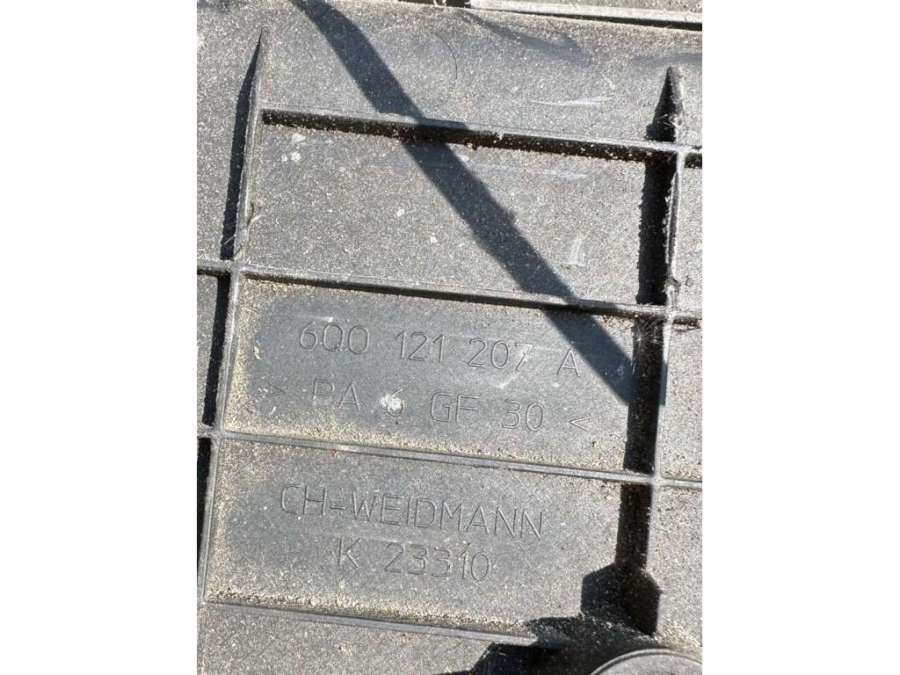 6Q0 121 207 A
> PA 6 GF 30 <
CH-WEIDMANN
K 23310